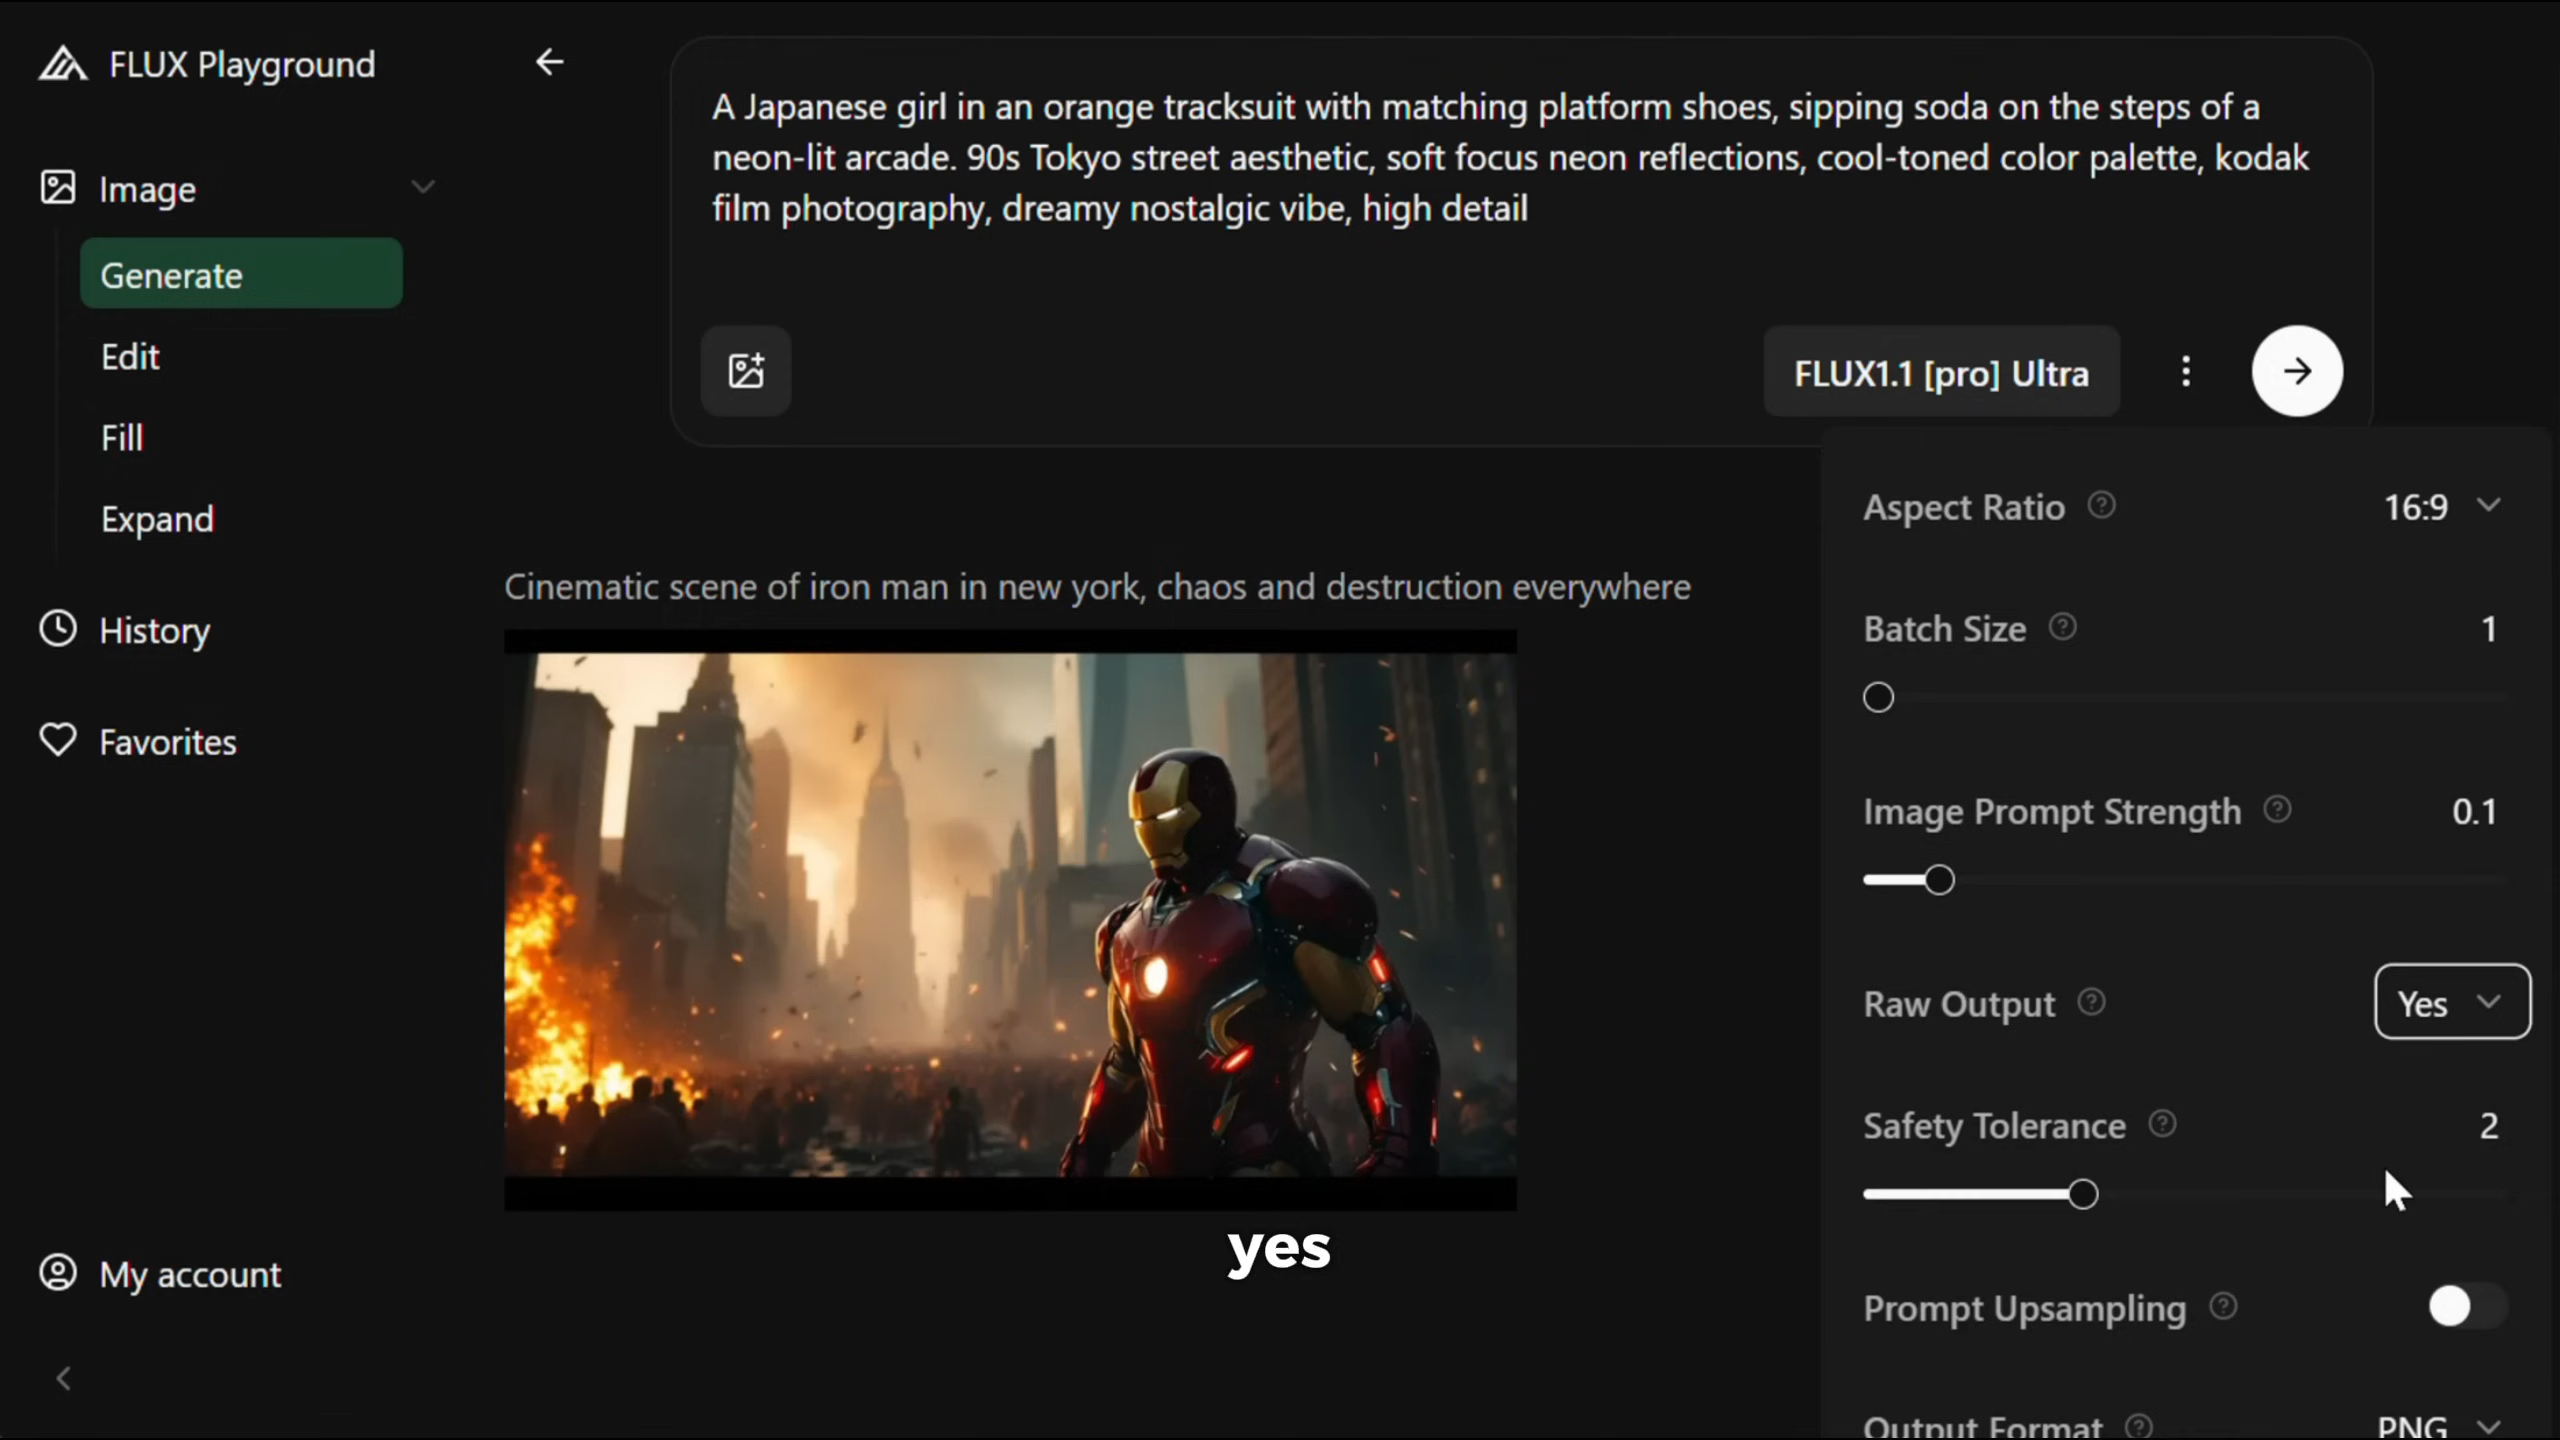 FLUX Playground
Image
Generate
Edit
Fill
Expand
History
Favorites
My account
A Japanese girl in an orange tracksuit with matching platform shoes, sipping soda on the steps of a
neon-lit arcade. 90s Tokyo street aesthetic, soft focus neon reflections, cool-toned color palette, kodak
film photography, dreamy nostalgic vibe, high detail
FLUX1.1 [pro] Ultra
Cinematic scene of iron man in new york, chaos and destruction everywhere
yes
Aspect Ratio 16:9
Batch Size 1
Image Prompt Strength 0.1
Raw Output Yes
Safety Tolerance 2
Prompt Upsampling
Output Format PNG